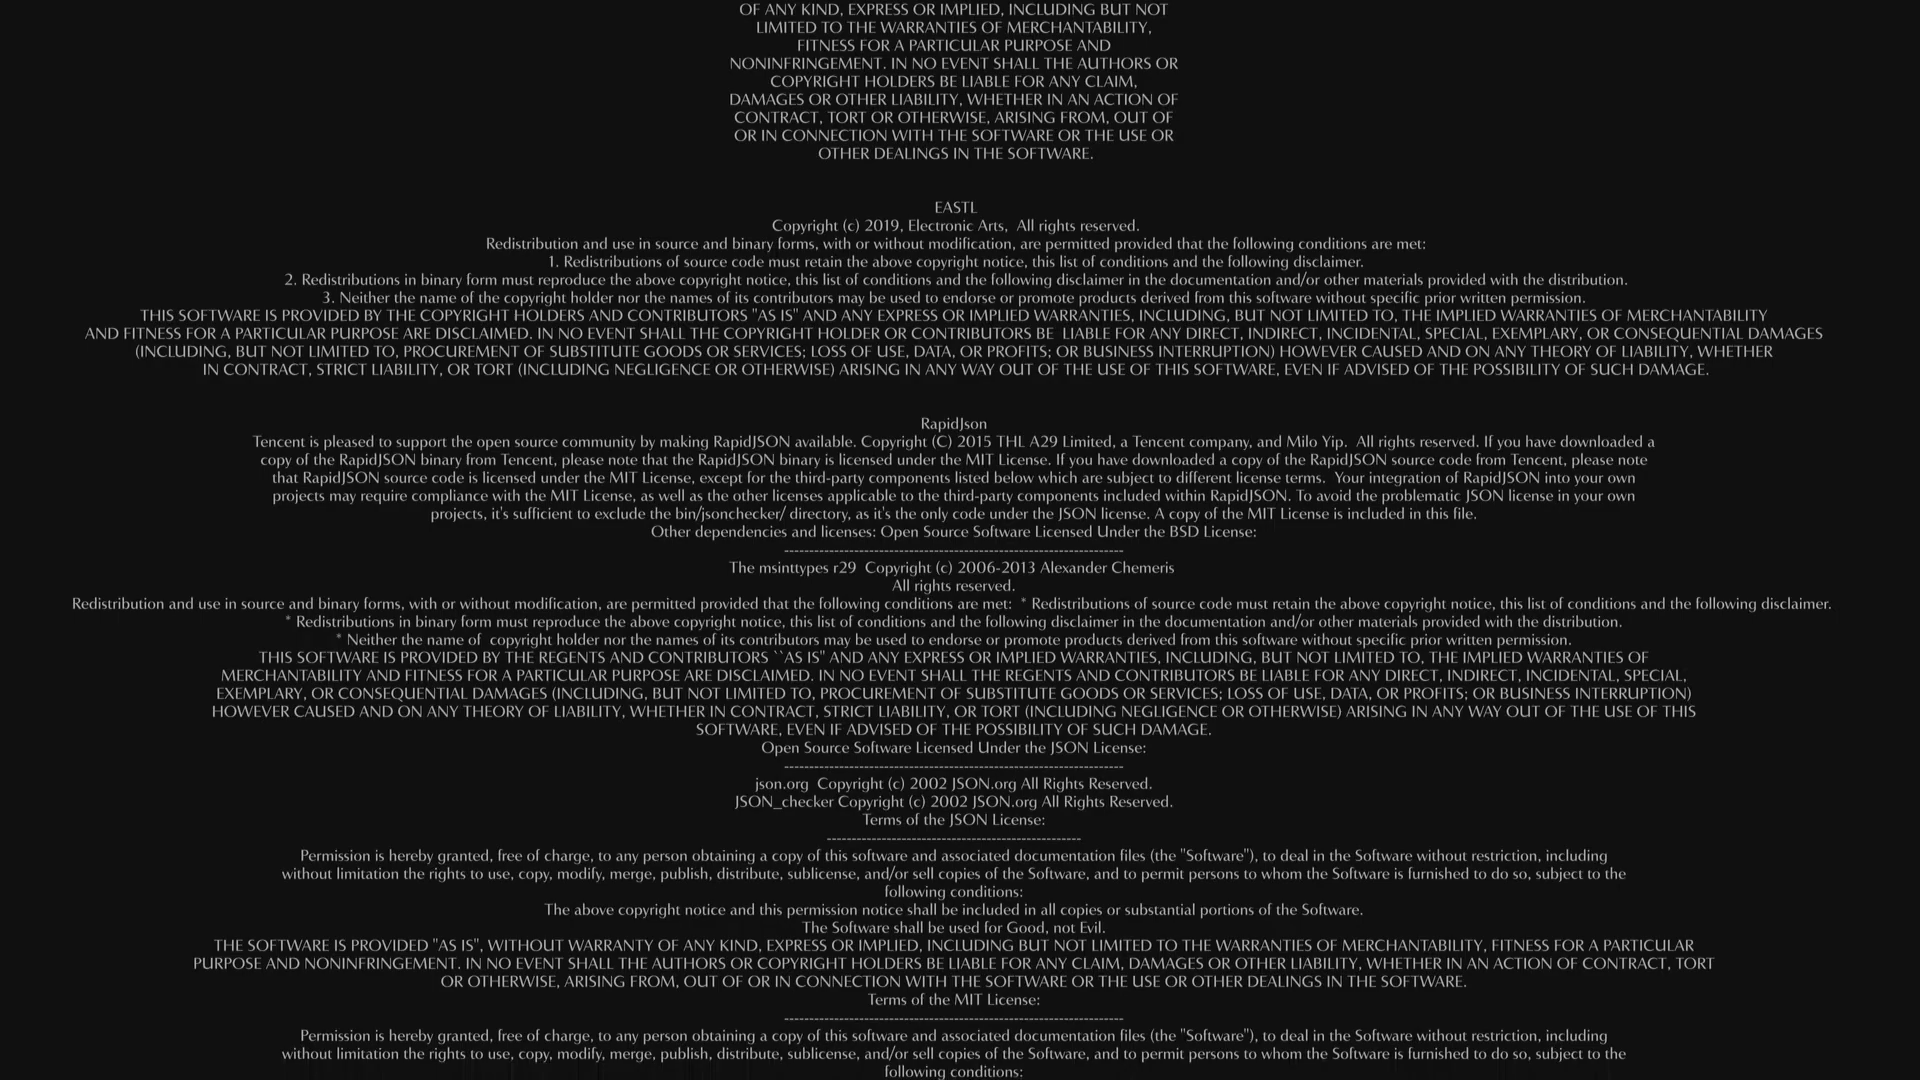 OF ANY KIND, EXPRESS OR IMPLIED, INCLUDING BUT NOT
LIMITED TO THE WARRANTIES OF MERCHANTABILITY,
FITNESS FOR A PARTICULAR PURPOSE AND
NONINFRINGEMENT. IN NO EVENT SHALL THE AUTHORS OR
COPYRIGHT HOLDERS BE LIABLE FOR ANY CLAIM,
DAMAGES OR OTHER LIABILITY, WHETHER IN AN ACTION OF
CONTRACT, TORT OR OTHERWISE, ARISING FROM, OUT OF
OR IN CONNECTION WITH THE SOFTWARE OR THE USE OR
OTHER DEALINGS IN THE SOFTWARE.
EASTL
Copyright (c) 2019, Electronic Arts,  All rights reserved.
Redistribution and use in source and binary forms, with or without modification, are permitted provided that the following conditions are met:
1. Redistributions of source code must retain the above copyright notice, this list of conditions and the following disclaimer.
2. Redistributions in binary form must reproduce the above copyright notice, this list of conditions and the following disclaimer in the documentation and/or other materials provided with the distribution.
3. Neither the name of the copyright holder nor the names of its contributors may be used to endorse or promote products derived from this software without specific prior written permission.
THIS SOFTWARE IS PROVIDED BY THE COPYRIGHT HOLDERS AND CONTRIBUTORS "AS IS" AND ANY EXPRESS OR IMPLIED WARRANTIES, INCLUDING, BUT NOT LIMITED TO, THE IMPLIED WARRANTIES OF MERCHANTABILITY
AND FITNESS FOR A PARTICULAR PURPOSE ARE DISCLAIMED. IN NO EVENT SHALL THE COPYRIGHT HOLDER OR CONTRIBUTORS BE  LIABLE FOR ANY DIRECT, INDIRECT, INCIDENTAL, SPECIAL, EXEMPLARY, OR CONSEQUENTIAL DAMAGES
(INCLUDING, BUT NOT LIMITED TO, PROCUREMENT OF SUBSTITUTE GOODS OR SERVICES; LOSS OF USE, DATA, OR PROFITS; OR BUSINESS INTERRUPTION) HOWEVER CAUSED AND ON ANY THEORY OF LIABILITY, WHETHER
IN CONTRACT, STRICT LIABILITY, OR TORT (INCLUDING NEGLIGENCE OR OTHERWISE) ARISING IN ANY WAY OUT OF THE USE OF THIS SOFTWARE, EVEN IF ADVISED OF THE POSSIBILITY OF SUCH DAMAGE.
RapidJson
Tencent is pleased to support the open source community by making RapidJSON available. Copyright (C) 2015 THL A29 Limited, a Tencent company, and Milo Yip.  All rights reserved. If you have downloaded a
copy of the RapidJSON binary from Tencent, please note that the RapidJSON binary is licensed under the MIT License. If you have downloaded a copy of the RapidJSON source code from Tencent, please note
that RapidJSON source code is licensed under the MIT License, except for the third-party components listed below which are subject to different license terms.  Your integration of RapidJSON into your own
projects may require compliance with the MIT License, as well as the other licenses applicable to the third-party components included within RapidJSON. To avoid the problematic JSON license in your own
projects, it's sufficient to exclude the bin/jsonchecker/ directory, as it's the only code under the JSON license. A copy of the MIT License is included in this file.
Other dependencies and licenses: Open Source Software Licensed Under the BSD License:
--------------------------------------------------------------------
The msinttypes r29  Copyright (c) 2006-2013 Alexander Chemeris
All rights reserved.
Redistribution and use in source and binary forms, with or without modification, are permitted provided that the following conditions are met:  * Redistributions of source code must retain the above copyright notice, this list of conditions and the following disclaimer.
* Redistributions in binary form must reproduce the above copyright notice, this list of conditions and the following disclaimer in the documentation and/or other materials provided with the distribution.
* Neither the name of  copyright holder nor the names of its contributors may be used to endorse or promote products derived from this software without specific prior written permission.
THIS SOFTWARE IS PROVIDED BY THE REGENTS AND CONTRIBUTORS ``AS IS" AND ANY EXPRESS OR IMPLIED WARRANTIES, INCLUDING, BUT NOT LIMITED TO, THE IMPLIED WARRANTIES OF
MERCHANTABILITY AND FITNESS FOR A PARTICULAR PURPOSE ARE DISCLAIMED. IN NO EVENT SHALL THE REGENTS AND CONTRIBUTORS BE LIABLE FOR ANY DIRECT, INDIRECT, INCIDENTAL, SPECIAL,
EXEMPLARY, OR CONSEQUENTIAL DAMAGES (INCLUDING, BUT NOT LIMITED TO, PROCUREMENT OF SUBSTITUTE GOODS OR SERVICES; LOSS OF USE, DATA, OR PROFITS; OR BUSINESS INTERRUPTION)
HOWEVER CAUSED AND ON ANY THEORY OF LIABILITY, WHETHER IN CONTRACT, STRICT LIABILITY, OR TORT (INCLUDING NEGLIGENCE OR OTHERWISE) ARISING IN ANY WAY OUT OF THE USE OF THIS
SOFTWARE, EVEN IF ADVISED OF THE POSSIBILITY OF SUCH DAMAGE.
Open Source Software Licensed Under the JSON License:
--------------------------------------------------------------------
json.org  Copyright (c) 2002 JSON.org All Rights Reserved.
JSON_checker Copyright (c) 2002 JSON.org All Rights Reserved.
Terms of the JSON License:
---------------------------------------------------
Permission is hereby granted, free of charge, to any person obtaining a copy of this software and associated documentation files (the "Software"), to deal in the Software without restriction, including
without limitation the rights to use, copy, modify, merge, publish, distribute, sublicense, and/or sell copies of the Software, and to permit persons to whom the Software is furnished to do so, subject to the
following conditions:
The above copyright notice and this permission notice shall be included in all copies or substantial portions of the Software.
The Software shall be used for Good, not Evil.
THE SOFTWARE IS PROVIDED "AS IS", WITHOUT WARRANTY OF ANY KIND, EXPRESS OR IMPLIED, INCLUDING BUT NOT LIMITED TO THE WARRANTIES OF MERCHANTABILITY, FITNESS FOR A PARTICULAR
PURPOSE AND NONINFRINGEMENT. IN NO EVENT SHALL THE AUTHORS OR COPYRIGHT HOLDERS BE LIABLE FOR ANY CLAIM, DAMAGES OR OTHER LIABILITY, WHETHER IN AN ACTION OF CONTRACT, TORT
OR OTHERWISE, ARISING FROM, OUT OF OR IN CONNECTION WITH THE SOFTWARE OR THE USE OR OTHER DEALINGS IN THE SOFTWARE.
Terms of the MIT License:
--------------------------------------------------------------------
Permission is hereby granted, free of charge, to any person obtaining a copy of this software and associated documentation files (the "Software"), to deal in the Software without restriction, including
without limitation the rights to use, copy, modify, merge, publish, distribute, sublicense, and/or sell copies of the Software, and to permit persons to whom the Software is furnished to do so, subject to the
following conditions: